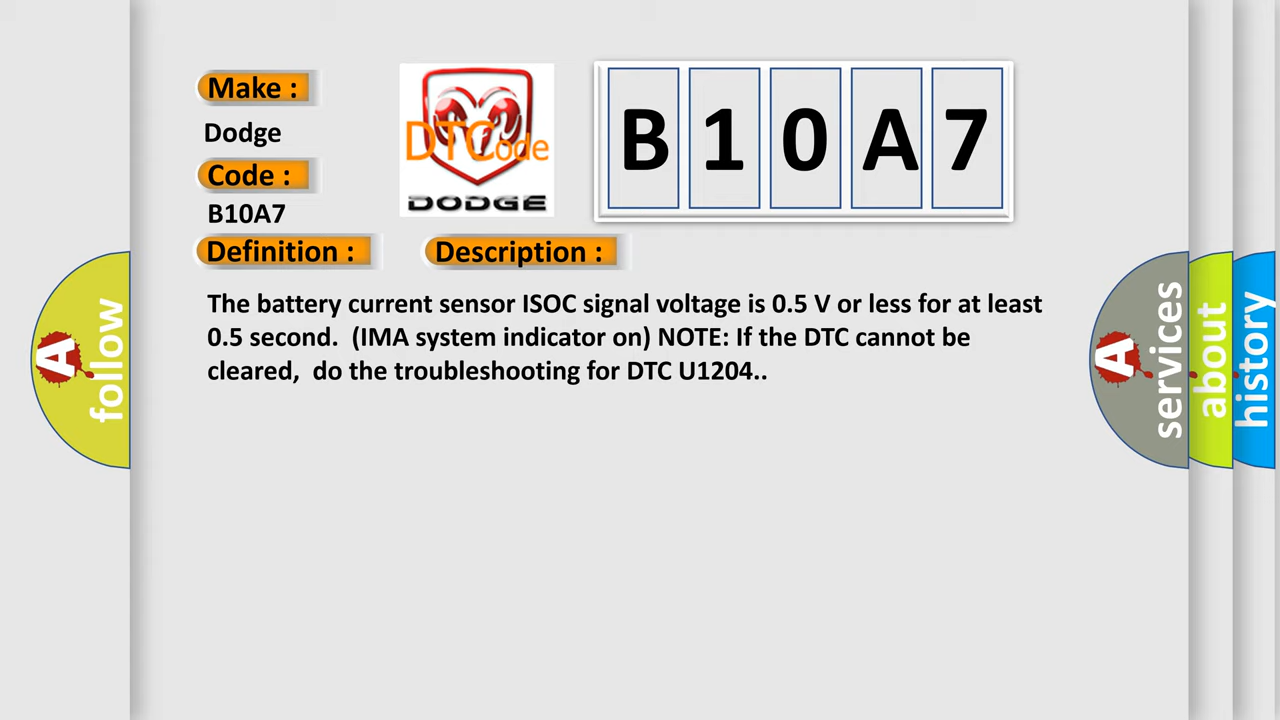 Make :
Dodge
Code :
B10A7
Definition :
Description :
The battery current sensor ISOC signal voltage is 0.5 V or less for at least
0.5 second. (IMA system indicator on) NOTE: If the DTC cannot be
cleared, do the troubleshooting for DTC U1204..
DTC Code
DODGE
B 1 0 A 7
A follow
A services
about
history